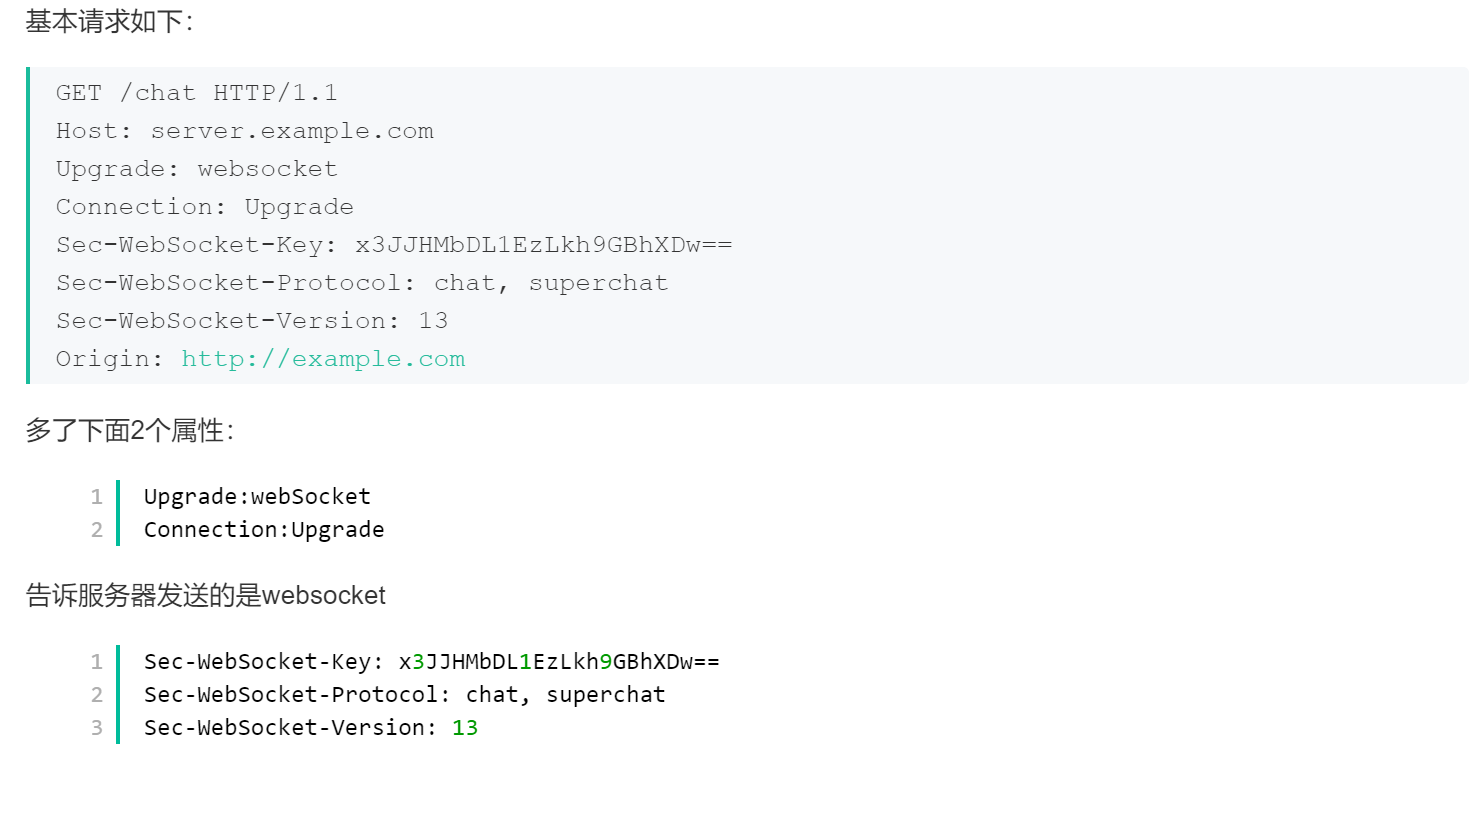 基本请求如下：
GET /chat HTTP/1.1
Host: server.example.com
Upgrade: websocket
Connection: Upgrade
Sec-WebSocket-Key: x3JJHMbDL1EzLkh9GBhXDw==
Sec-WebSocket-Protocol: chat, superchat
Sec-WebSocket-Version: 13
Origin: http://example.com
多了下面2个属性：
1 Upgrade:webSocket
2 Connection:Upgrade
告诉服务器发送的是websocket
1 Sec-WebSocket-Key: x3JJHMbDL1EzLkh9GBhXDw==
2 Sec-WebSocket-Protocol: chat, superchat
3 Sec-WebSocket-Version: 13